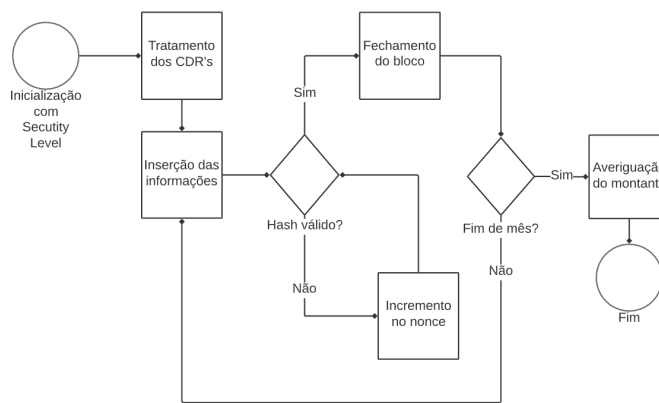 Inicialização
com
Secutity
Level
Tratamento
dos CDR's
Inserção das
informações
Sim
Hash válido?
Não
Incremento
no nonce
Fechamento
do bloco
Fim de mês?
Sim
Não
Averiguação
do montant
Fim